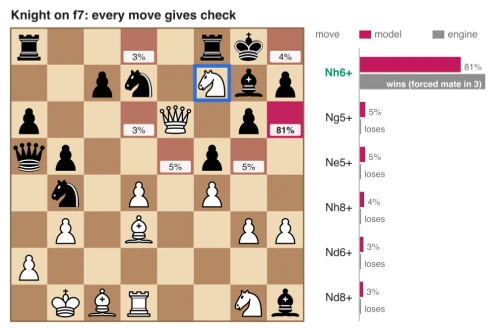 Knight on f7: every move gives check
move model engine
3% 4%
Nh6+ 81%
wins (forced mate in 3)
3% 81%
Ng5+ 5%
loses
5% 5%
Ne5+ 5%
loses
Nh8+ 4%
loses
Nd6+ 3%
loses
Nd8+ 3%
loses